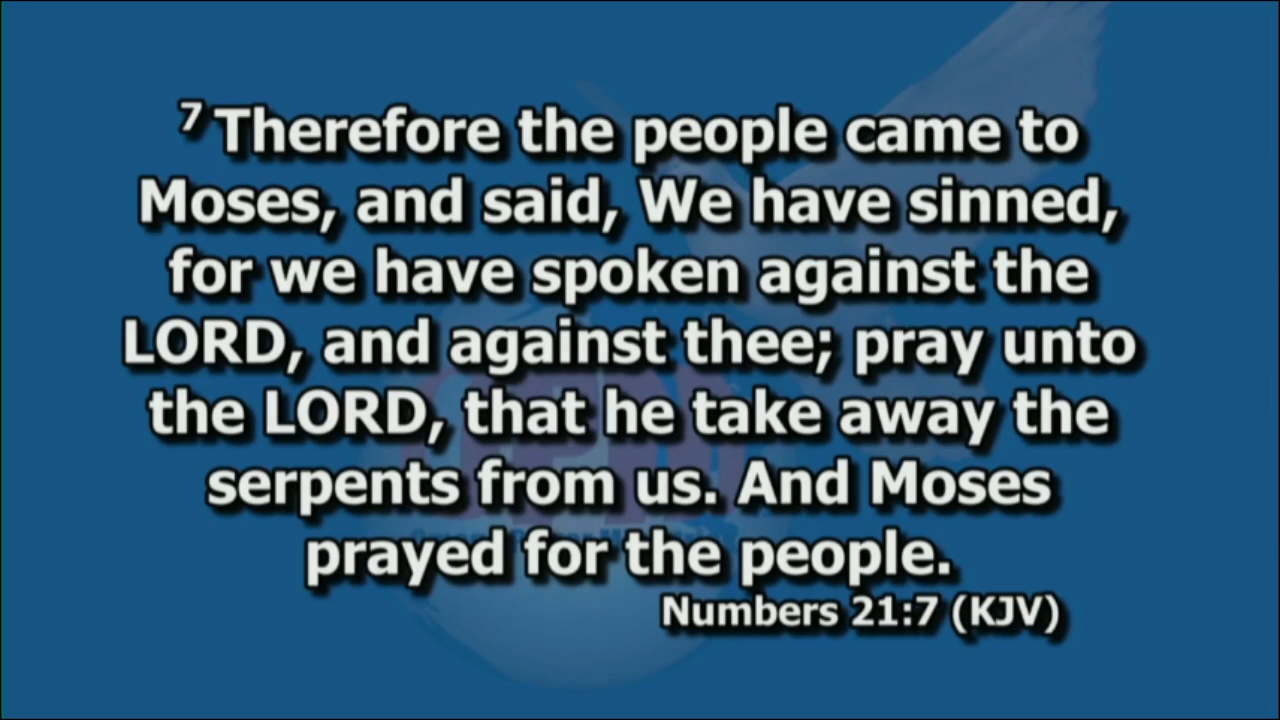 7 Therefore the people came to
Moses, and said, We have sinned,
for we have spoken against the
LORD, and against thee; pray unto
the LORD, that he take away the
serpents from us. And Moses
prayed for the people.
Numbers 21:7 (KJV)